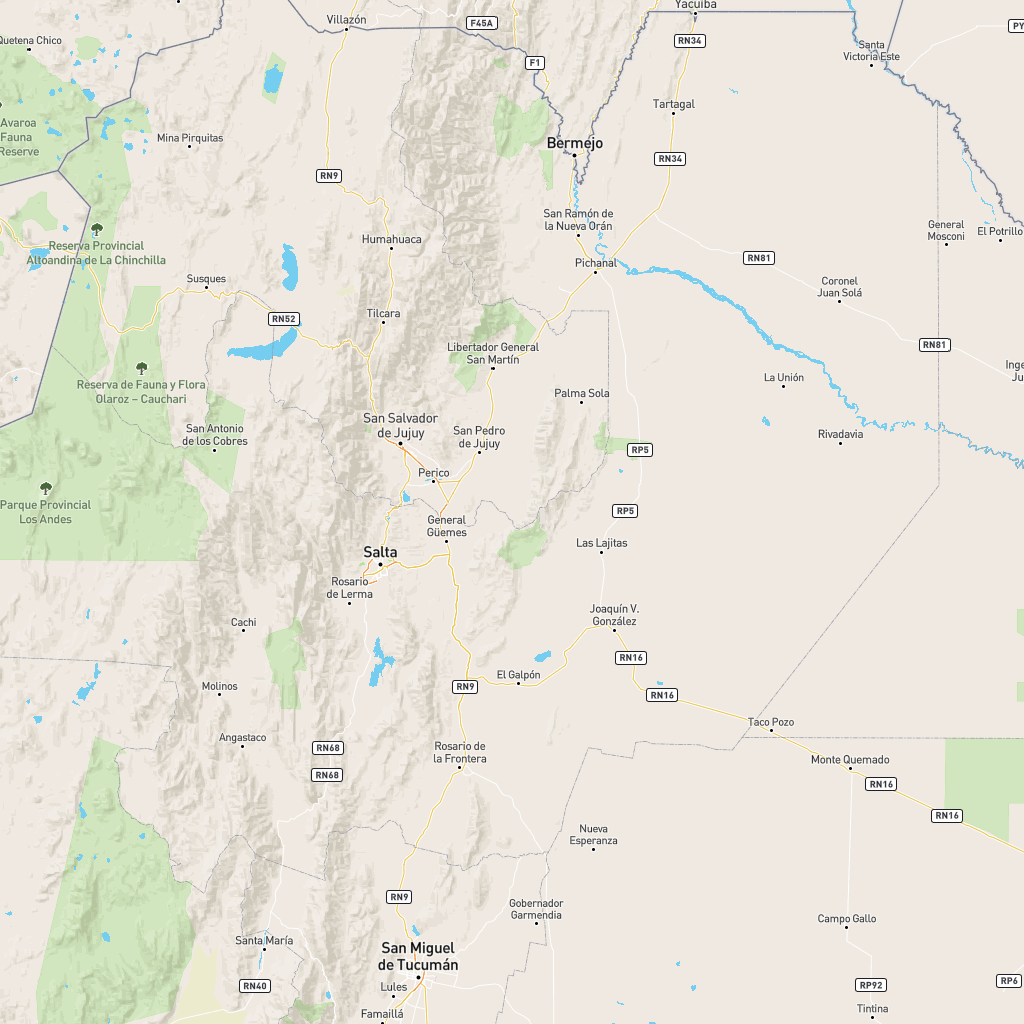 Yacuiba
Villazón
F45A
PY
Quetena Chico
RN34
Santa
Victoria Este
F1
Tartagal
Avaroa
Fauna
Reserve
Mina Pirquitas
Bermejo
RN34
RN9
San Ramón de
la Nueva Orán
General
Mosconi
El Potrillo
Humahuaca
Reserva Provincial
Altoandina de La Chinchilla
RN81
Pichanal
Susques
Coronel
Juan Solá
Tilcara
RN52
RN81
Libertador General
San Martín
Inge
Ju
La Unión
Reserva de Fauna y Flora
Olaroz – Cauchari
Palma Sola
San Salvador
de Jujuy
San Antonio
de los Cobres
San Pedro
de Jujuy
Rivadavia
RP5
Perico
Parque Provincial
Los Andes
RP5
General
Güemes
Las Lajitas
Salta
Rosario
de Lerma
Joaquín V.
González
Cachi
RN16
El Galpón
Molinos
RN9
RN16
Taco Pozo
Angastaco
RN68
Rosario de
la Frontera
Monte Quemado
RN68
RN16
RN16
Nueva
Esperanza
RN9
Gobernador
Garmendia
Campo Gallo
Santa María
San Miguel
de Tucumán
RN40
Lules
RP92
RP6
Tintina
Famaillá